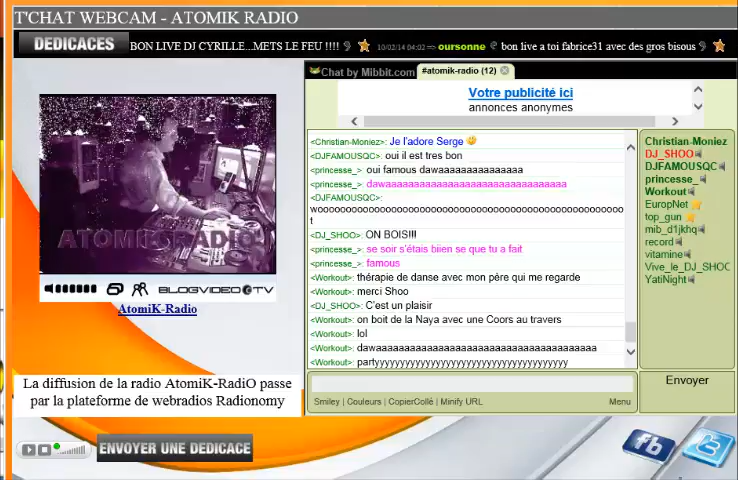 T'CHAT WEBCAM - ATOMIK RADIO
DEDICACES BON LIVE DJ CYRILLE...METS LE FEU !!!! 10/02/14 04:02 oursonne bon live a toi fabrice31 avec des gros bisous
Chat by Mibbit.com #atomik-radio (12)
Votre publicité ici
annonces anonymes
ATOMIK RADIO
BLOGVIDEO TV
AtomiK-Radio
La diffusion de la radio AtomiK-RadiO passe
par la plateforme de webradios Radionomy
<Christian-Moniez> Je l'adore Serge
<DJFAMOUSQC> oui il est tres bon
<princesse_> oui famous dawaaaaaaaaaaaaaaa
<princesse_> dawaaaaaaaaaaaaaaaaaaaaaaaaaaaaaaaa
<DJFAMOUSQC>
woooooooooooooooooooooooooooooooooooooooooooooooooooot
<DJ_SHOO> ON BOIS!!!
<princesse_> se soir s'étais biien se que tu a fait
<princesse_> famous
<Workout> thérapie de danse avec mon père qui me regarde
<Workout> merci Shoo
<DJ_SHOO> C'est un plaisir
<Workout> on boit de la Naya avec une Coors au travers
<Workout> lol
<Workout> dawaaaaaaaaaaaaaaaaaaaaaaaaaaaaaaaaaaaaa
<Workout> partyyyyyyyyyyyyyyyyyyyyyyyyyyyyyyyyyy
Christian-Moniez
DJ_SHOO
DJFAMOUSQC
princesse_
Workout
EuropNet
top_gun
mib_d1jkhq
record
vitamine
Vive_le_DJ_SHOC
YatiNight
Envoyer
Smiley | Couleurs | CopierCollé | Minify URL Menu
ENVOYER UNE DEDICACE
fb